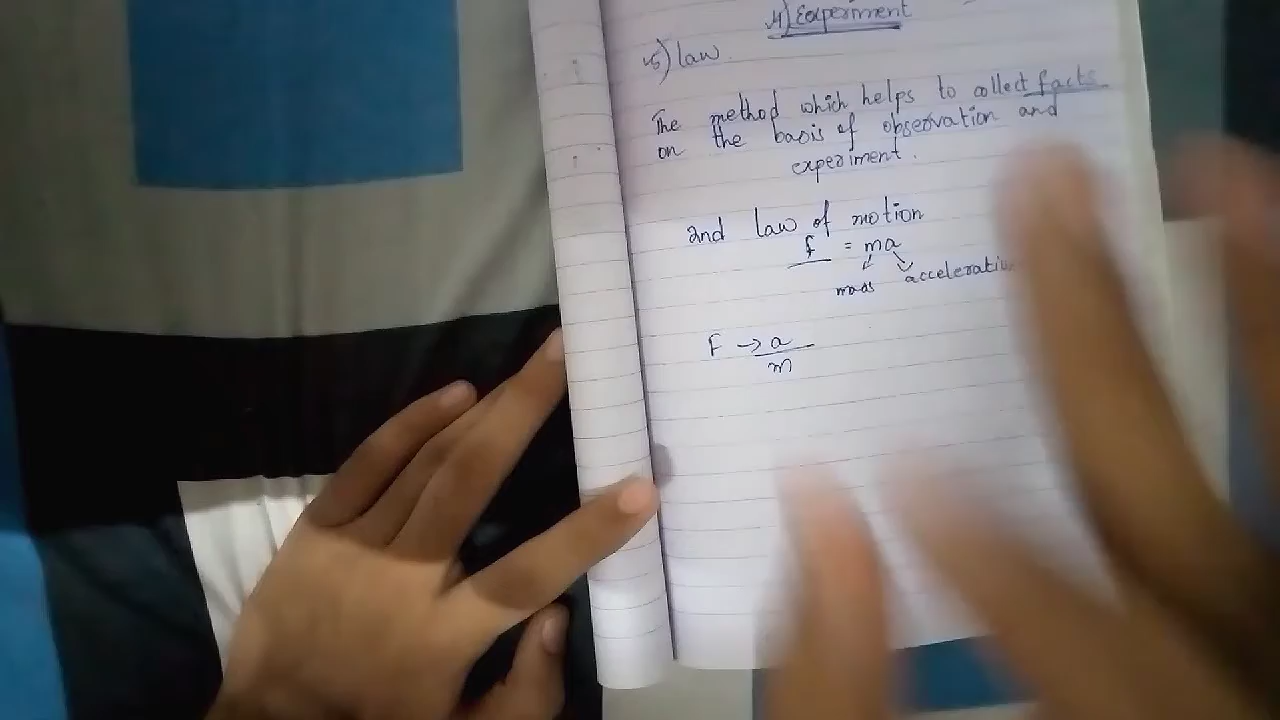 4) Experiment
5) law
The method which helps to collect facts
on the basis of observation and
experiment.
2nd law of motion
f = ma
mass acceleration
F → a
m